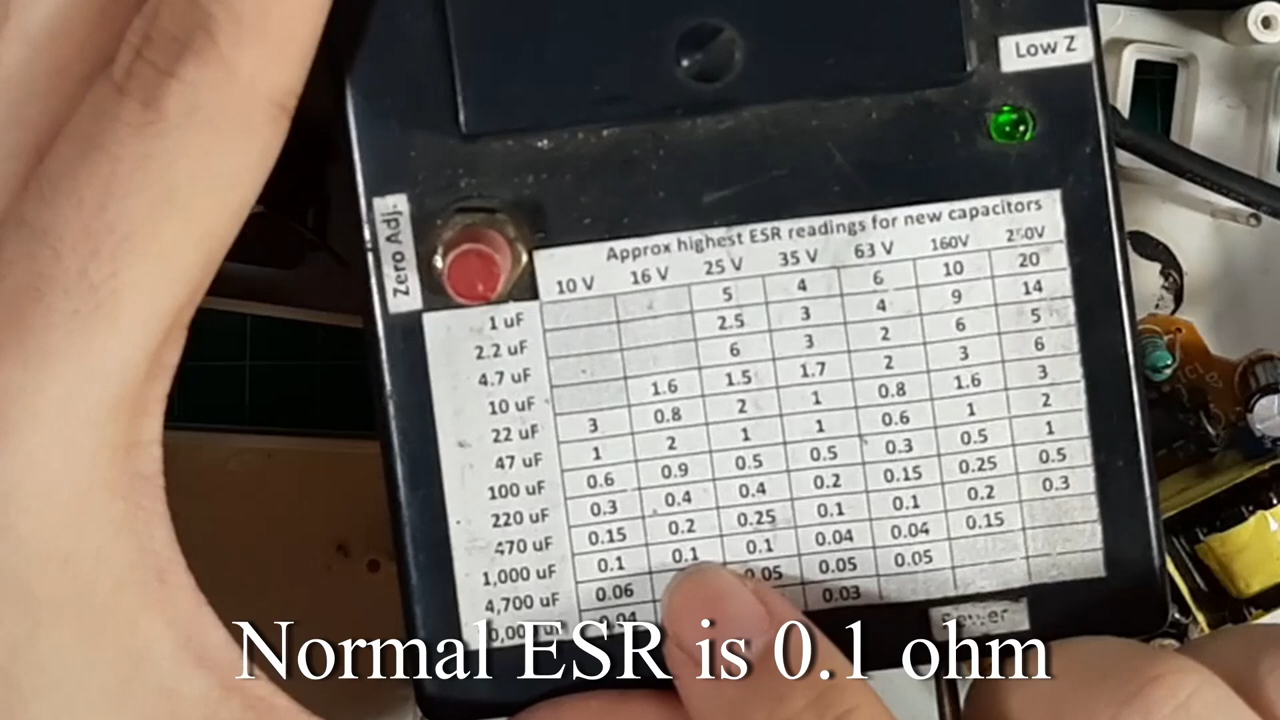 Low Z
Zero Adj.
Approx highest ESR readings for new capacitors
10 V 16 V 25 V 35 V 63 V 160V 250V
1 uF 5 4 6 10 20
2.2 uF 2.5 3 4 9 14
4.7 uF 6 3 2 6 5
10 uF 1.6 1.5 1.7 2 3 6
22 uF 3 0.8 2 1 0.8 1.6 3
47 uF 1 2 1 1 0.6 1 2
100 uF 0.6 0.9 0.5 0.5 0.3 0.5 1
220 uF 0.3 0.4 0.4 0.2 0.15 0.25 0.5
470 uF 0.15 0.2 0.25 0.1 0.1 0.2 0.3
1,000 uF 0.1 0.1 0.1 0.04 0.04 0.15
4,700 uF 0.06 0.05 0.05 0.05
0.03
Power
Normal ESR is 0.1 ohm